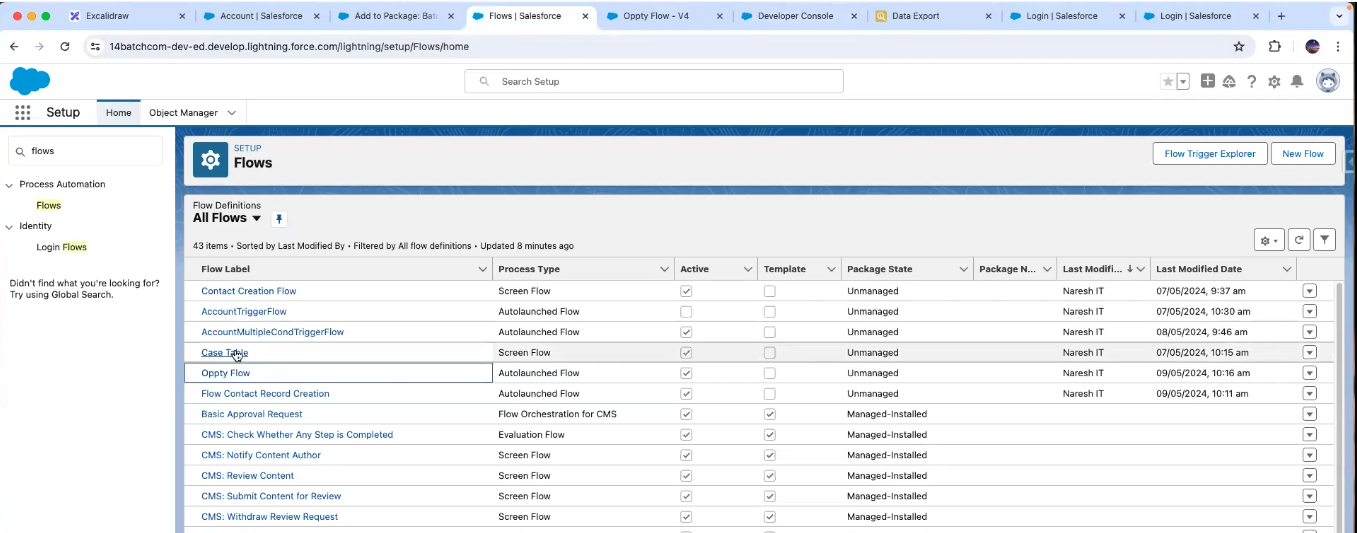 Excalidraw
Account | Salesforce
Add to Package: Bat
Flows | Salesforce
Oppty Flow - V4
Developer Console
Data Export
Login | Salesforce
Login | Salesforce
14batchcom-dev-ed.develop.lightning.force.com/lightning/setup/Flows/home
Search Setup
Setup
Home
Object Manager
flows
Process Automation
Flows
Identity
Login Flows
Didn't find what you're looking for?
Try using Global Search.
SETUP
Flows
Flow Trigger Explorer
New Flow
Flow Definitions
All Flows
43 items • Sorted by Last Modified By • Filtered by All flow definitions • Updated 8 minutes ago
Flow Label Process Type Active Template Package State Package N... Last Modifi... Last Modified Date
Contact Creation Flow Screen Flow Unmanaged Naresh IT 07/05/2024, 9:37 am
AccountTriggerFlow Autolaunched Flow Unmanaged Naresh IT 07/05/2024, 10:30 am
AccountMultipleCondTriggerFlow Autolaunched Flow Unmanaged Naresh IT 08/05/2024, 9:46 am
Case Table Screen Flow Unmanaged Naresh IT 07/05/2024, 10:15 am
Oppty Flow Autolaunched Flow Unmanaged Naresh IT 09/05/2024, 10:16 am
Flow Contact Record Creation Autolaunched Flow Unmanaged Naresh IT 09/05/2024, 10:11 am
Basic Approval Request Flow Orchestration for CMS Managed-Installed
CMS: Check Whether Any Step is Completed Evaluation Flow Managed-Installed
CMS: Notify Content Author Screen Flow Managed-Installed
CMS: Review Content Screen Flow Managed-Installed
CMS: Submit Content for Review Screen Flow Managed-Installed
CMS: Withdraw Review Request Screen Flow Managed-Installed